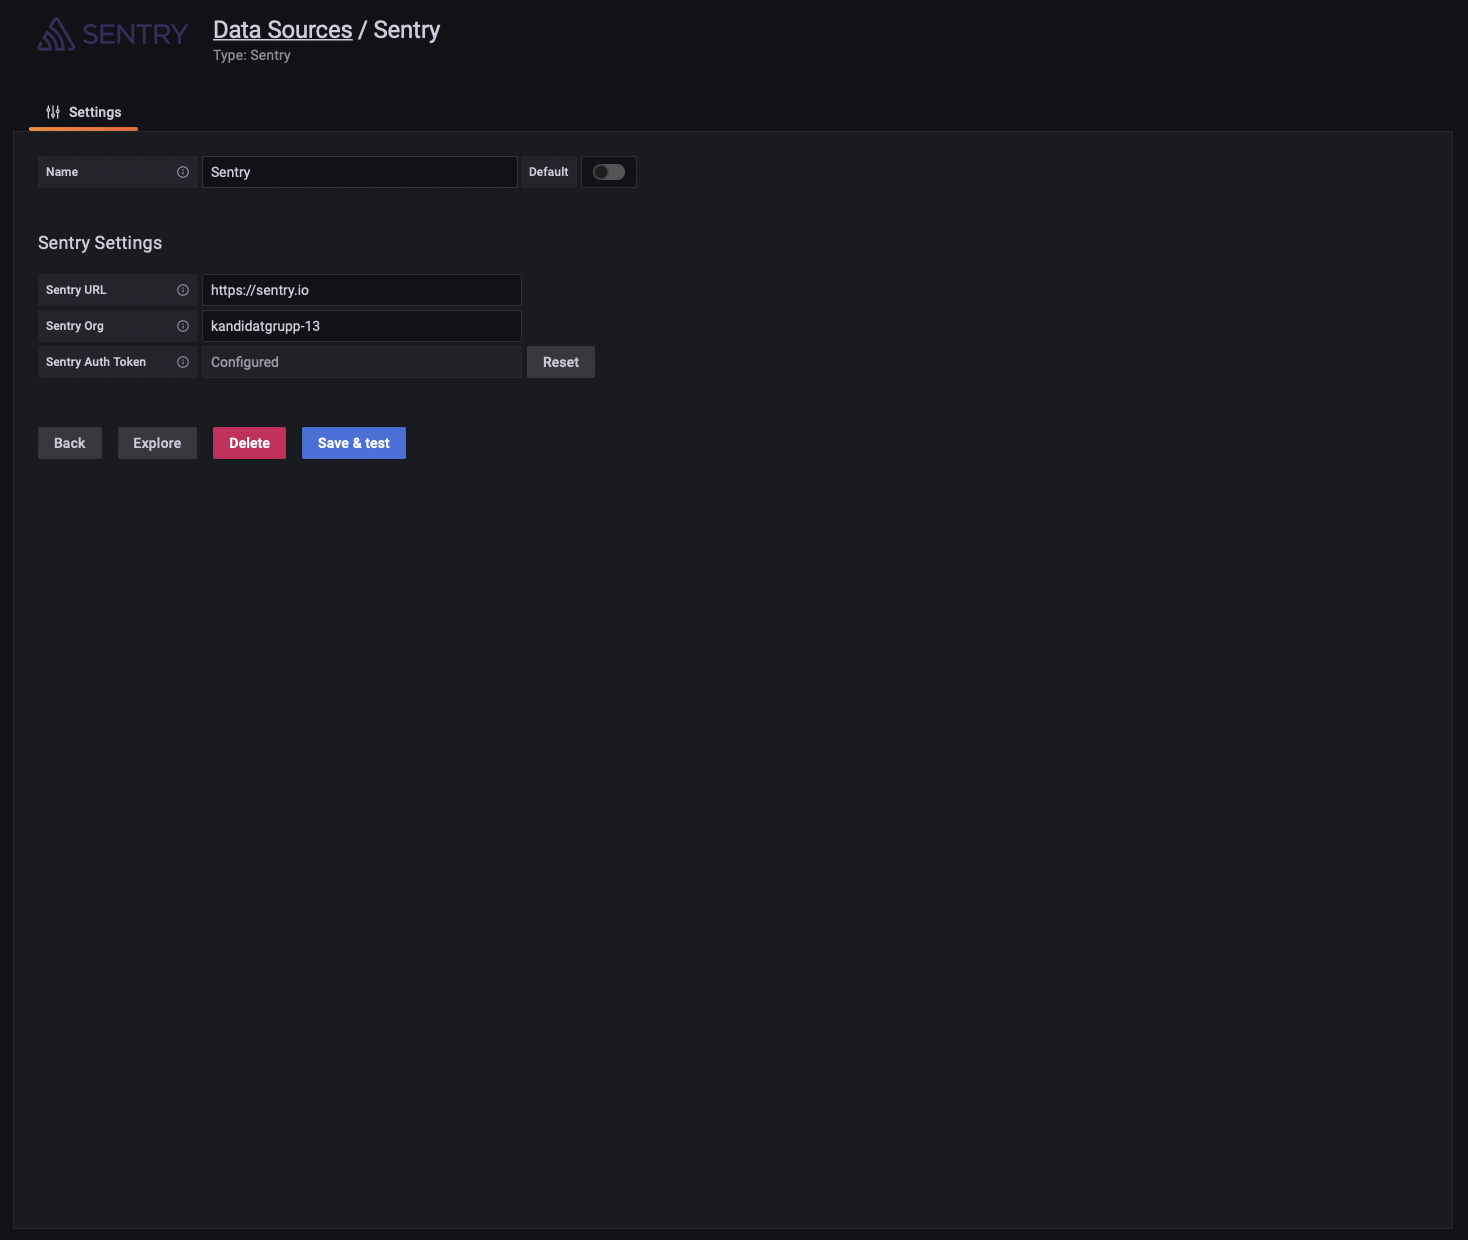 SENTRY
Data Sources / Sentry
Type: Sentry
Settings
Name Sentry Default
Sentry Settings
Sentry URL https://sentry.io
Sentry Org kandidatgrupp-13
Sentry Auth Token Configured Reset
Back Explore Delete Save & test